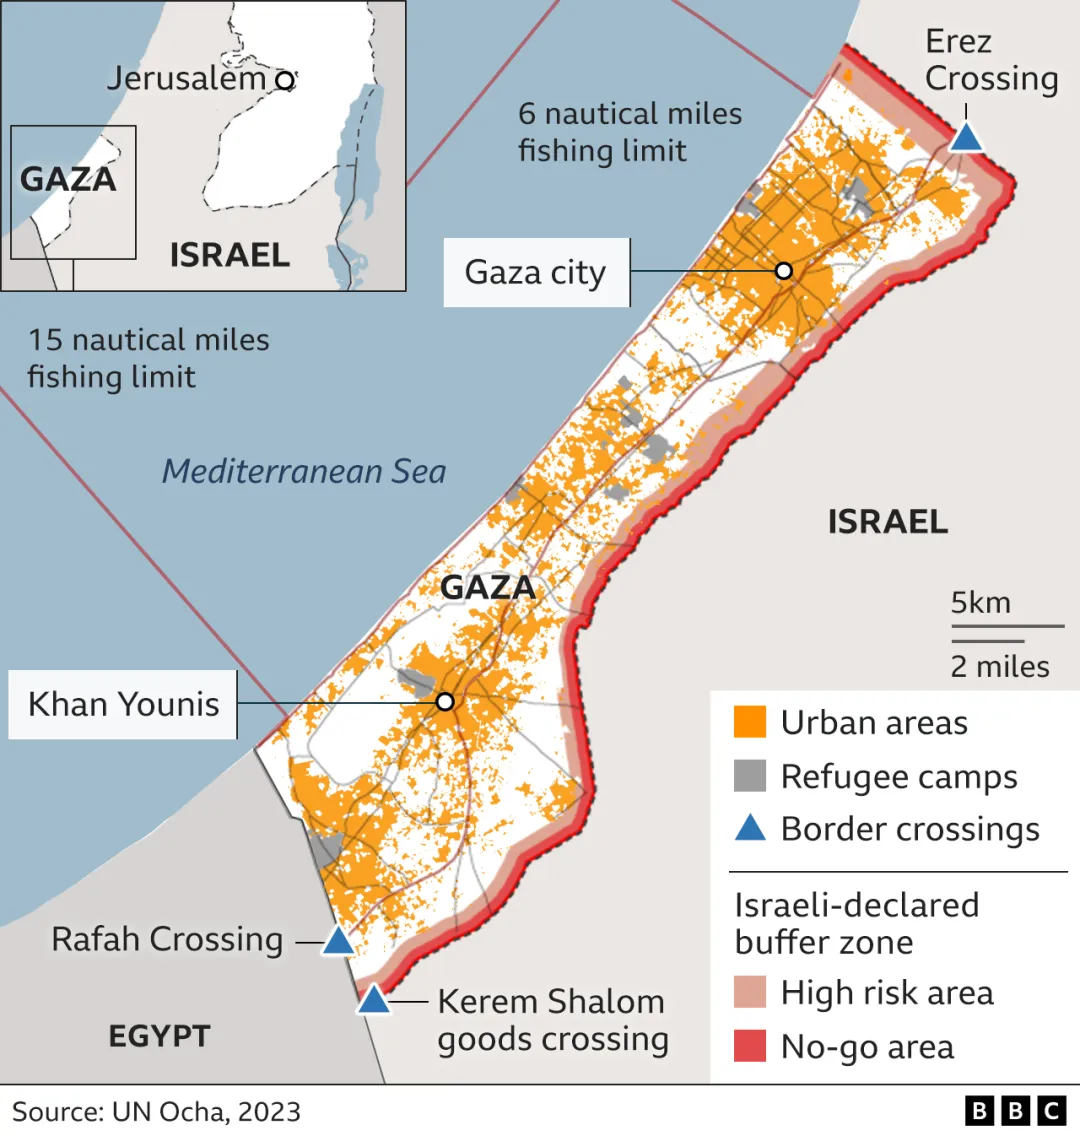 Jerusalem
GAZA
ISRAEL
6 nautical miles
fishing limit
Erez
Crossing
Gaza city
15 nautical miles
fishing limit
Mediterranean Sea
ISRAEL
GAZA
5km
2 miles
Khan Younis
Urban areas
Refugee camps
Border crossings
Israeli-declared
buffer zone
High risk area
No-go area
Rafah Crossing
Kerem Shalom
goods crossing
EGYPT
Source: UN Ocha, 2023
BBC